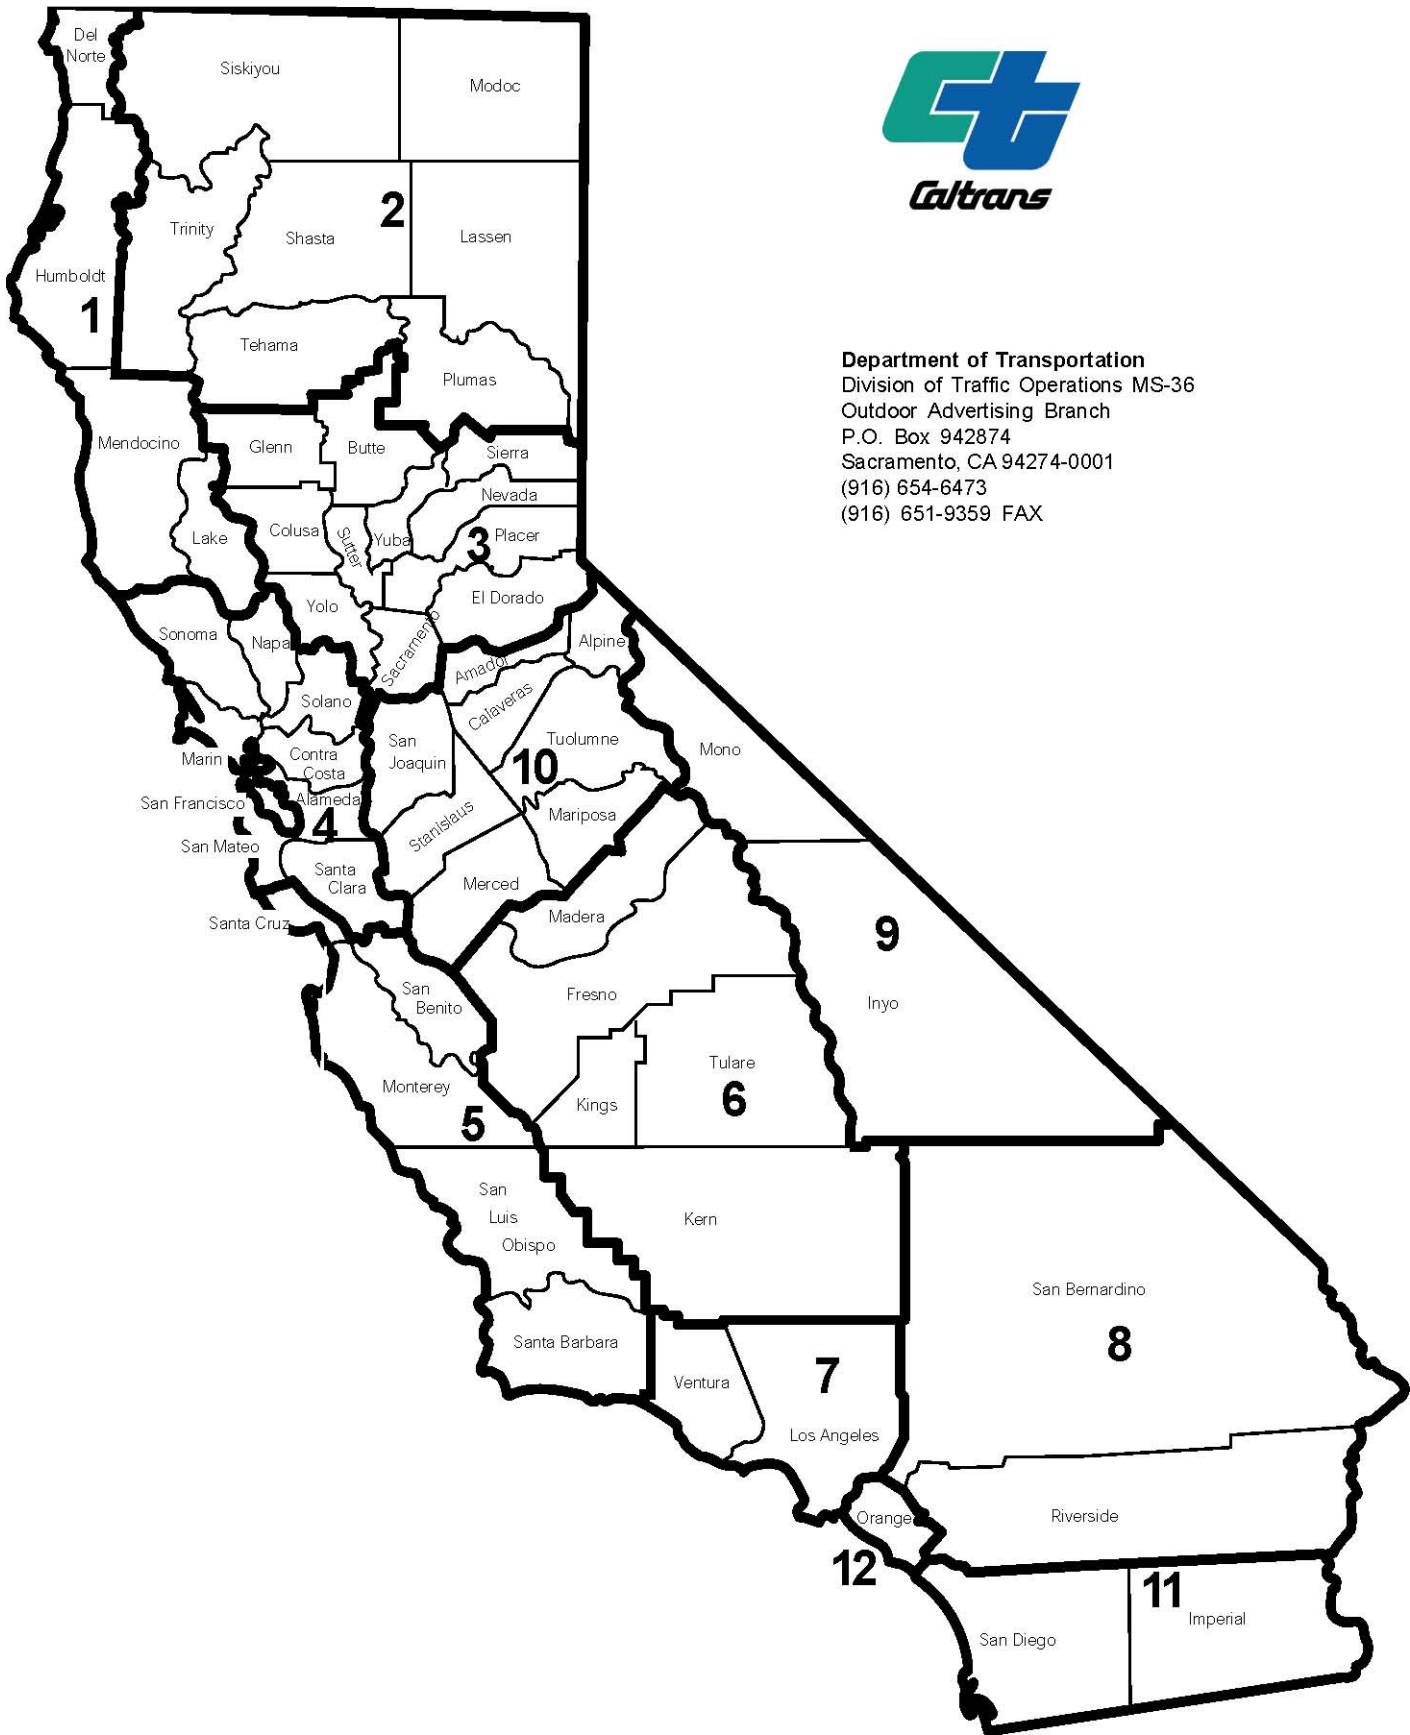 Del
Norte
Siskiyou
Modoc
Caltrans
Trinity
2
Shasta
Lassen
Humboldt
1
Tehama
Plumas
Department of Transportation
Division of Traffic Operations MS-36
Outdoor Advertising Branch
P.O. Box 942874
Sacramento, CA 94274-0001
(916) 654-6473
(916) 651-9359 FAX
Mendocino
Glenn
Butte
Sierra
Nevada
Lake
Colusa
Sutter
Yuba
3
Placer
Yolo
El Dorado
Sonoma
Napa
Sacramento
Amador
Alpine
Solano
Calaveras
Marin
Contra
Costa
San
Joaquin
Tuolumne
10
Mono
San Francisco
Alameda
4
Stanislaus
Mariposa
San Mateo
Santa
Clara
Merced
Santa Cruz
Madera
9
San
Benito
Fresno
Inyo
Monterey
5
Kings
Tulare
6
San
Luis
Obispo
Kern
San Bernardino
8
Santa Barbara
Ventura
7
Los Angeles
Orange
12
Riverside
11
San Diego
Imperial